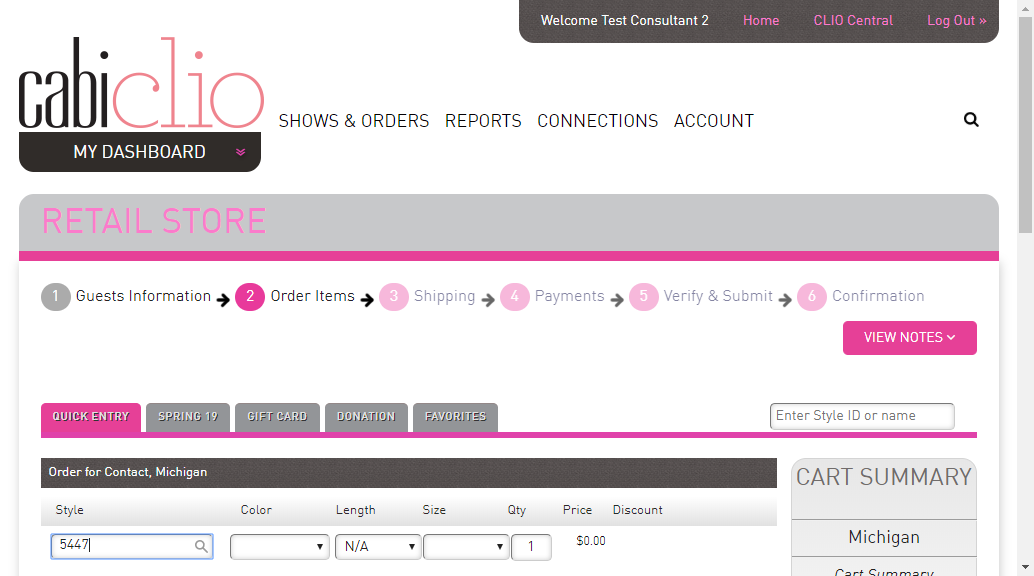 Welcome Test Consultant 2 Home CLIO Central Log Out »
cabi clio
SHOWS & ORDERS REPORTS CONNECTIONS ACCOUNT
MY DASHBOARD
RETAIL STORE
1 Guests Information 2 Order Items 3 Shipping 4 Payments 5 Verify & Submit 6 Confirmation
VIEW NOTES
QUICK ENTRY SPRING 19 GIFT CARD DONATION FAVORITES Enter Style ID or name
Order for Contact, Michigan
CART SUMMARY
Style Color Length Size Qty Price Discount
Michigan
5447 N/A 1 $0.00
Cart Summary